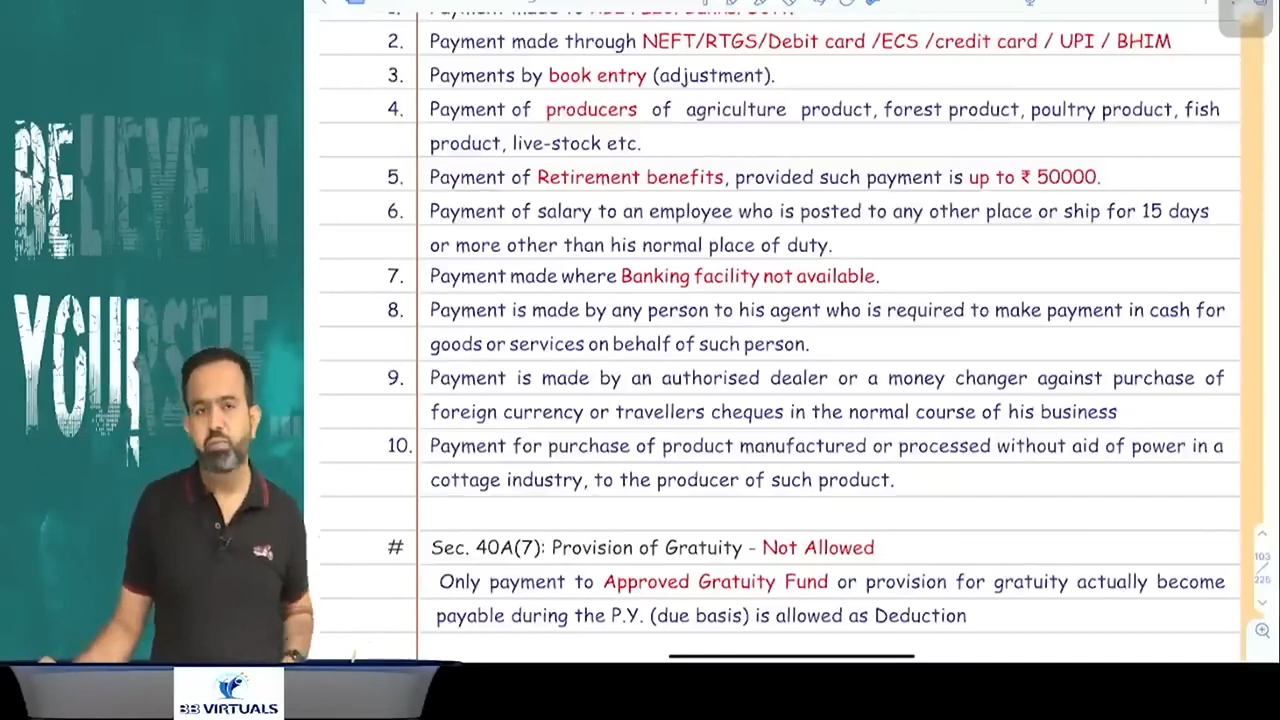 BELIEVE IN
2. Payment made through NEFT/RTGS/Debit card /ECS /credit card / UPI / BHIM
3. Payments by book entry (adjustment).
4. Payment of producers of agriculture product, forest product, poultry product, fish
product, live-stock etc.
5. Payment of Retirement benefits, provided such payment is up to ₹ 50000.
6. Payment of salary to an employee who is posted to any other place or ship for 15 days
or more other than his normal place of duty.
7. Payment made where Banking facility not available.
8. Payment is made by any person to his agent who is required to make payment in cash for
goods or services on behalf of such person.
9. Payment is made by an authorised dealer or a money changer against purchase of
foreign currency or travellers cheques in the normal course of his business
10. Payment for purchase of product manufactured or processed without aid of power in a
cottage industry, to the producer of such product.
# Sec. 40A(7): Provision of Gratuity - Not Allowed
Only payment to Approved Gratuity Fund or provision for gratuity actually become
payable during the P.Y. (due basis) is allowed as Deduction
103
226
BB VIRTUALS